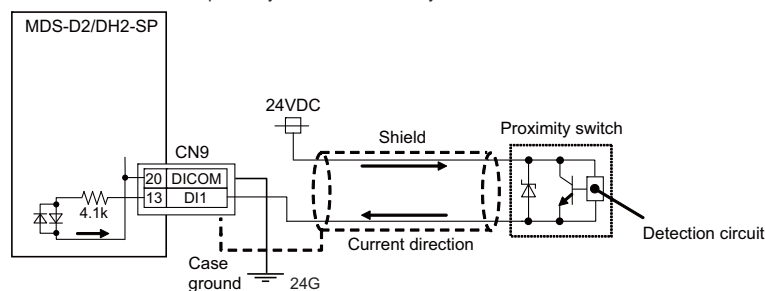 MDS-D2/DH2-SP
24VDC
Shield
Proximity switch
CN9
20 DICOM
13 DI1
4.1k
Current direction
Detection circuit
Case
ground
24G